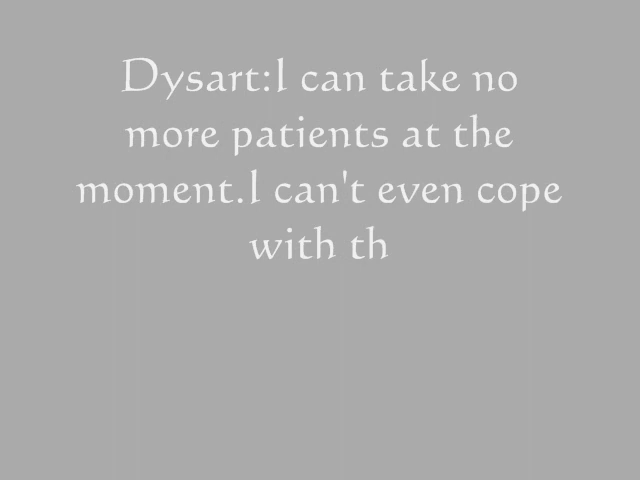 Dysart:I can take no
more patients at the
moment.I can't even cope
with th